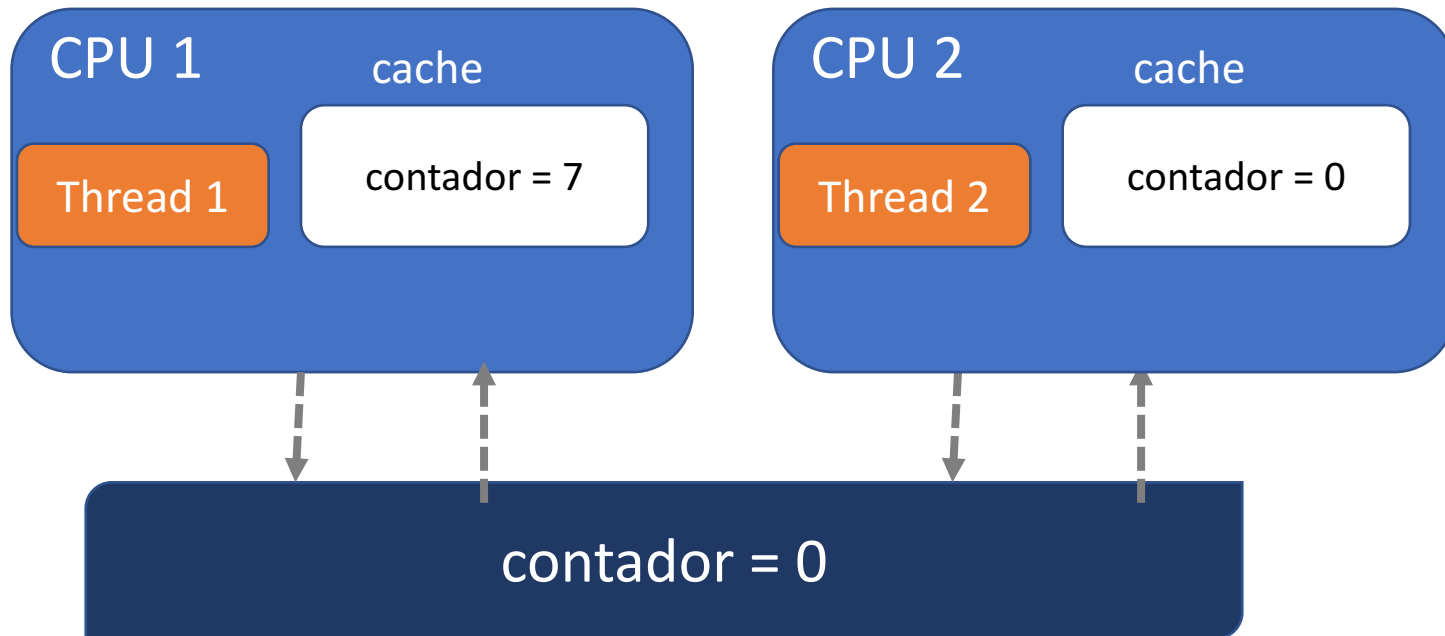 CPU 1
cache
Thread 1
contador = 7
CPU 2
cache
Thread 2
contador = 0
contador = 0